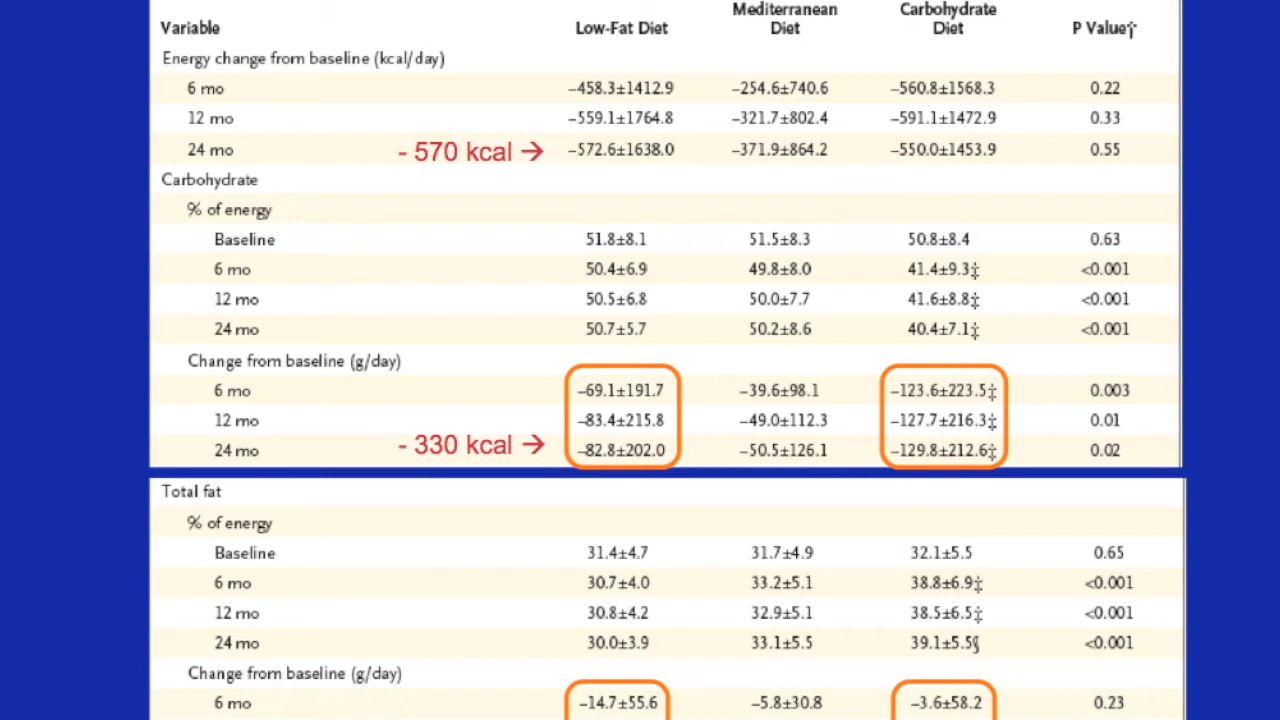 Variable Low-Fat Diet Mediterranean Diet Carbohydrate Diet P Value†
Energy change from baseline (kcal/day)
6 mo −458.3±1412.9 −254.6±740.6 −560.8±1568.3 0.22
12 mo −559.1±1764.8 −321.7±802.4 −591.1±1472.9 0.33
24 mo - 570 kcal → −572.6±1638.0 −371.9±864.2 −550.0±1453.9 0.55
Carbohydrate
% of energy
Baseline 51.8±8.1 51.5±8.3 50.8±8.4 0.63
6 mo 50.4±6.9 49.8±8.0 41.4±9.3‡ <0.001
12 mo 50.5±6.8 50.0±7.7 41.6±8.8‡ <0.001
24 mo 50.7±5.7 50.2±8.6 40.4±7.1‡ <0.001
Change from baseline (g/day)
6 mo −69.1±191.7 −39.6±98.1 −123.6±223.5‡ 0.003
12 mo −83.4±215.8 −49.0±112.3 −127.7±216.3‡ 0.01
24 mo - 330 kcal → −82.8±202.0 −50.5±126.1 −129.8±212.6‡ 0.02
Total fat
% of energy
Baseline 31.4±4.7 31.7±4.9 32.1±5.5 0.65
6 mo 30.7±4.0 33.2±5.1 38.8±6.9‡ <0.001
12 mo 30.8±4.2 32.9±5.1 38.5±6.5‡ <0.001
24 mo 30.0±3.9 33.1±5.5 39.1±5.5§ <0.001
Change from baseline (g/day)
6 mo −14.7±55.6 −5.8±30.8 −3.6±58.2 0.23